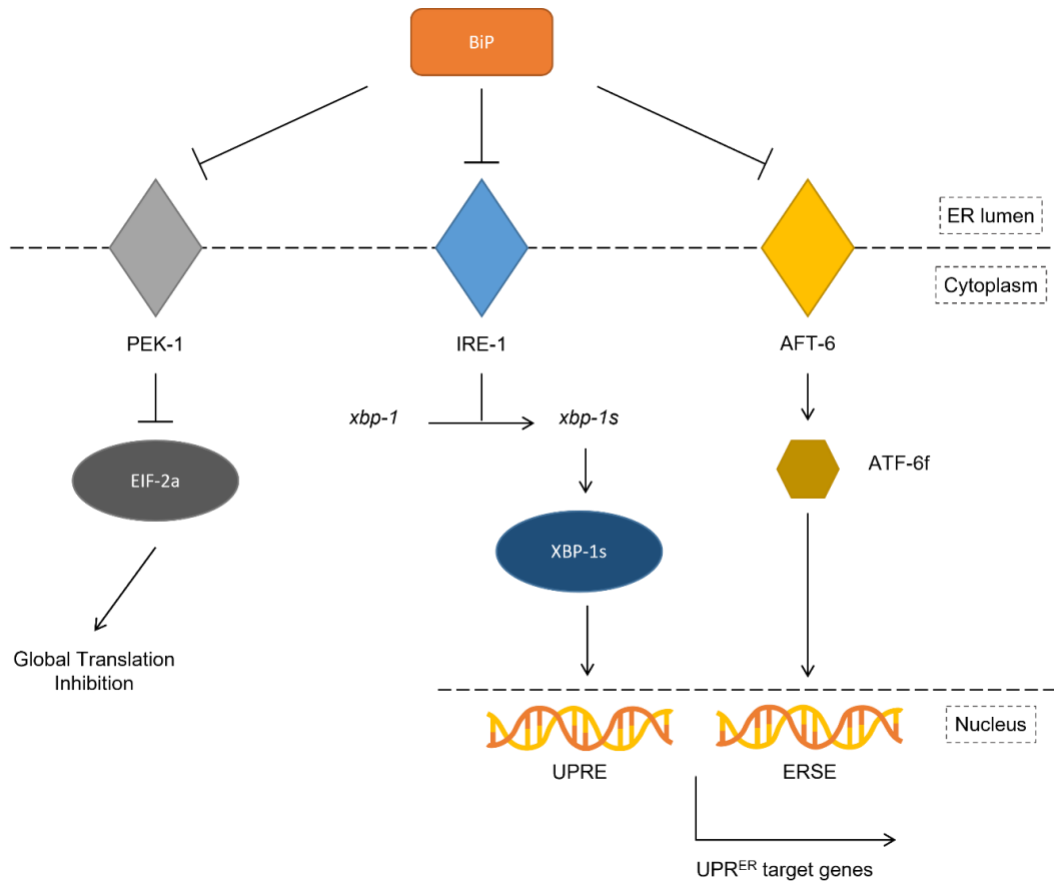 BiP
ER lumen
Cytoplasm
PEK-1
IRE-1
AFT-6
xbp-1
xbp-1s
EIF-2a
ATF-6f
XBP-1s
Global Translation
Inhibition
Nucleus
UPRE
ERSE
UPRER target genes